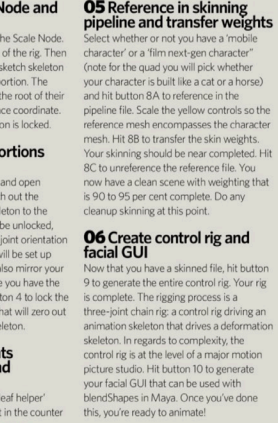 Node and
he Scale Node.
of the rig. Then
sketch skeleton
ortion. The
the root of their
ce coordinate.
on is locked.
ortions
and open
h out the
leton to the
be unlocked,
joint orientation
will be set up
also mirror your
e you have the
ton 4 to lock the
hat will zero out
eleton.
ts
d
eaf helper'
t in the counter
05 Reference in skinning
pipeline and transfer weights
Select whether or not you have a 'mobile
character' or a 'film next-gen character"
(note for the quad you will pick whether
your character is built like a cat or a horse)
and hit button 8A to reference in the
pipeline file. Scale the yellow controls so the
reference mesh encompasses the character
mesh. Hit 8B to transfer the skin weights.
Your skinning should be near completed. Hit
8C to unreference the reference file. You
now have a clean scene with weighting that
is 90 to 95 per cent complete. Do any
cleanup skinning at this point.
06 Create control rig and
facial GUI
Now that you have a skinned file, hit button
9 to generate the entire control rig. Your rig
is complete. The rigging process is a
three-joint chain rig: a control rig driving an
animation skeleton that drives a deformation
skeleton. In regards to complexity, the
control rig is at the level of a major motion
picture studio. Hit button 10 to generate
your facial GUI that can be used with
blendShapes in Maya. Once you've done
this, you're ready to animate!